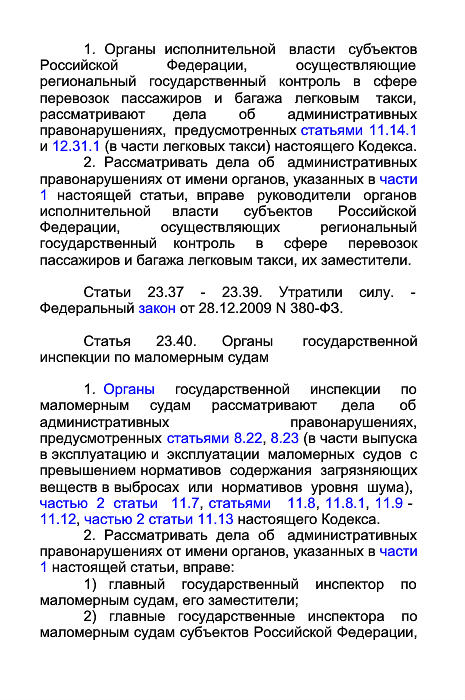 1. Органы исполнительной власти субъектов
Российской Федерации, осуществляющие
региональный государственный контроль в сфере
перевозок пассажиров и багажа легковым такси,
рассматривают дела об административных
правонарушениях, предусмотренных статьями 11.14.1
и 12.31.1 (в части легковых такси) настоящего Кодекса.
2. Рассматривать дела об административных
правонарушениях от имени органов, указанных в части
1 настоящей статьи, вправе руководители органов
исполнительной власти субъектов Российской
Федерации, осуществляющих региональный
государственный контроль в сфере перевозок
пассажиров и багажа легковым такси, их заместители.
Статьи 23.37 - 23.39. Утратили силу. -
Федеральный закон от 28.12.2009 N 380-ФЗ.
Статья 23.40. Органы государственной
инспекции по маломерным судам
1. Органы государственной инспекции по
маломерным судам рассматривают дела об
административных правонарушениях,
предусмотренных статьями 8.22, 8.23 (в части выпуска
в эксплуатацию и эксплуатации маломерных судов с
превышением нормативов содержания загрязняющих
веществ в выбросах или нормативов уровня шума),
частью 2 статьи 11.7, статьями 11.8, 11.8.1, 11.9 -
11.12, частью 2 статьи 11.13 настоящего Кодекса.
2. Рассматривать дела об административных
правонарушениях от имени органов, указанных в части
1 настоящей статьи, вправе:
1) главный государственный инспектор по
маломерным судам, его заместители;
2) главные государственные инспектора по
маломерным судам субъектов Российской Федерации,